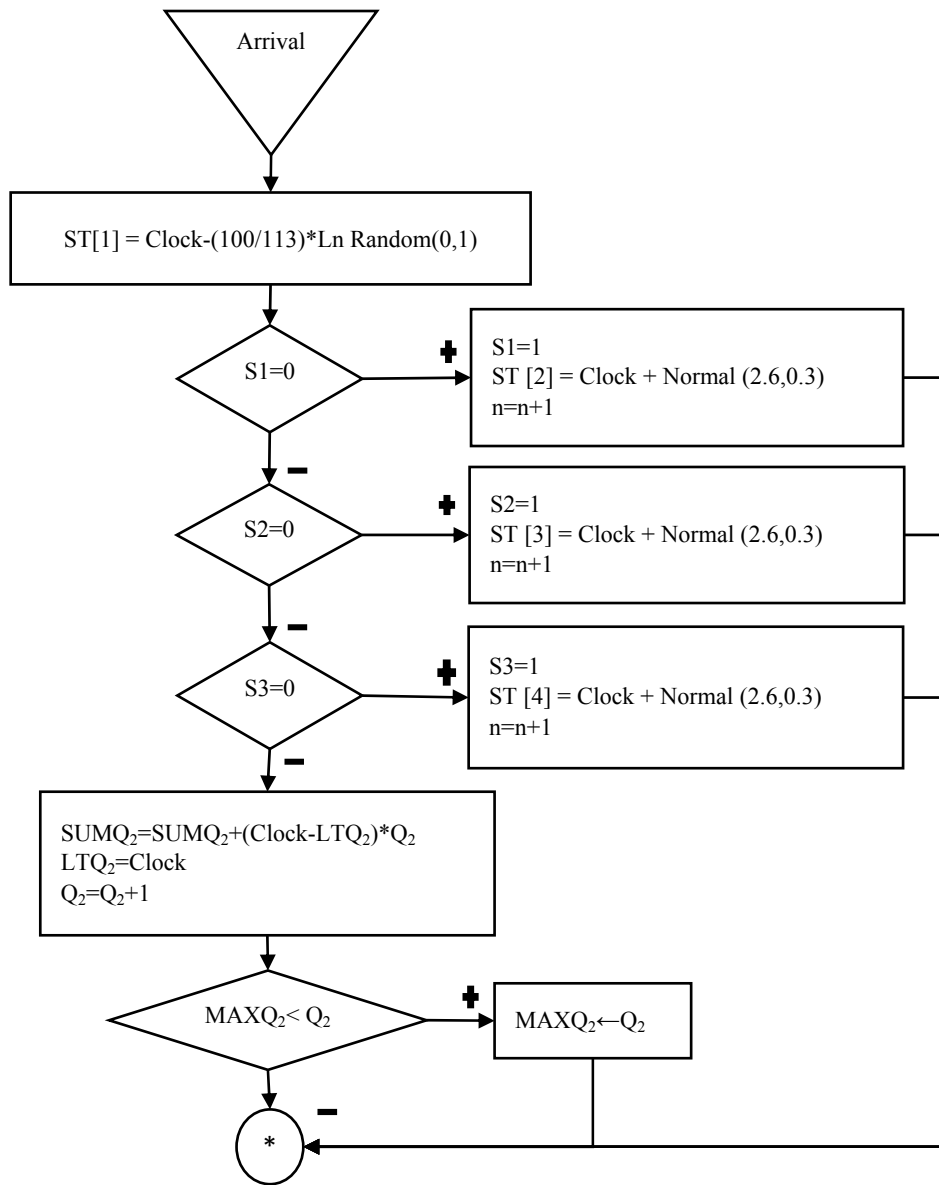 Arrival
ST[1] = Clock-(100/113)*Ln Random(0,1)
S1=0
S1=1
ST [2] = Clock + Normal (2.6,0.3)
n=n+1
S2=0
S2=1
ST [3] = Clock + Normal (2.6,0.3)
n=n+1
S3=0
S3=1
ST [4] = Clock + Normal (2.6,0.3)
n=n+1
SUMQ₂=SUMQ₂+(Clock-LTQ₂)*Q₂
LTQ₂=Clock
Q₂=Q₂+1
MAXQ₂< Q₂
MAXQ₂←Q₂
*